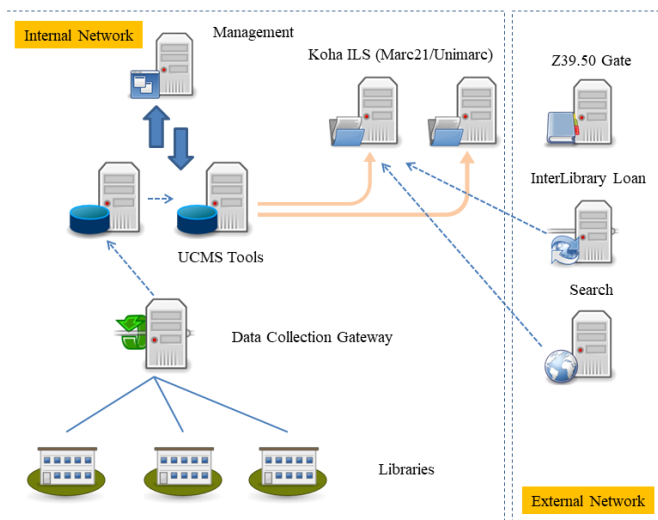 Internal Network
Management
Koha ILS (Marc21/Unimarc)
Z39.50 Gate
InterLibrary Loan
UCMS Tools
Search
Data Collection Gateway
Libraries
External Network